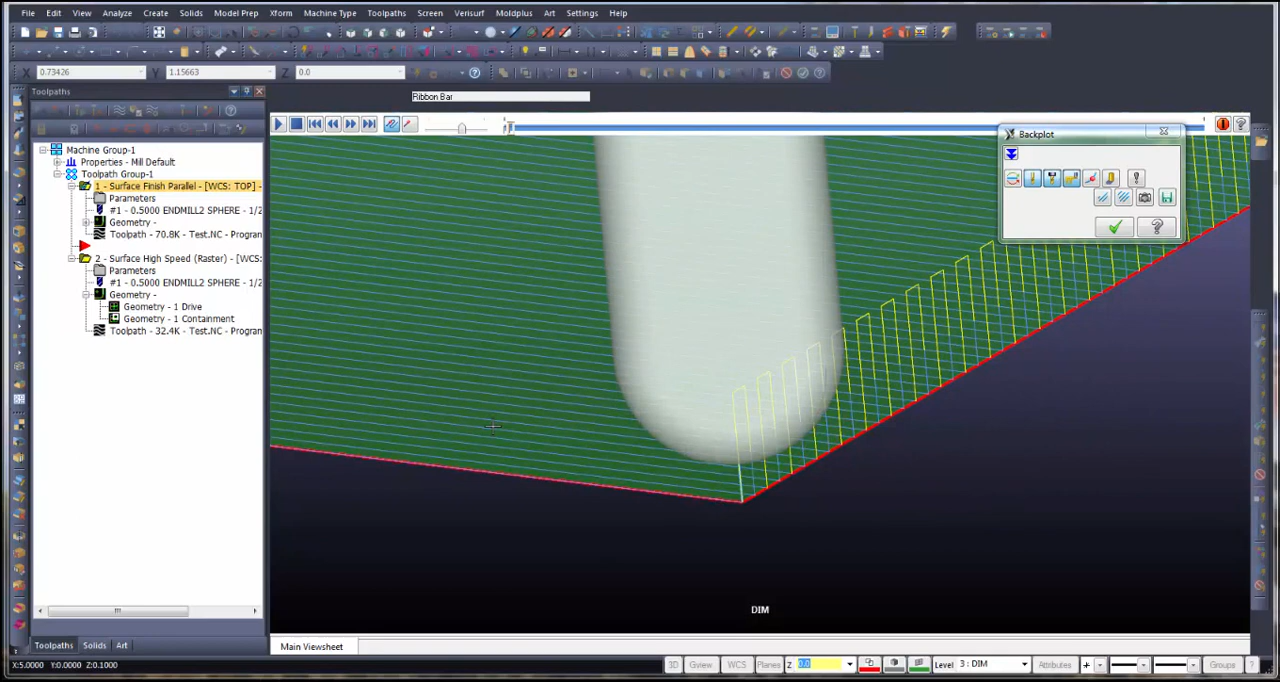 File Edit View Analyze Create Solids Model Prep Xform Machine Type Toolpaths Screen Verisurf Moldplus Art Settings Help
X 0.73426 Y 1.15663 Z 0.0
Toolpaths
Ribbon Bar
Backplot
Machine Group-1
Properties - Mill Default
Toolpath Group-1
1 - Surface Finish Parallel - [WCS: TOP] -
Parameters
#1 - 0.5000 ENDMILL2 SPHERE - 1/2
Geometry -
Toolpath - 70.8K - Test.NC - Progran
2 - Surface High Speed (Raster) - [WCS:
Parameters
#1 - 0.5000 ENDMILL2 SPHERE - 1/2
Geometry -
Geometry - 1 Drive
Geometry - 1 Containment
Toolpath - 32.4K - Test.NC - Progran
DIM
Toolpaths Solids Art
Main Viewsheet
X:5.0000 Y:0.0000 Z:0.1000
3D Gview WCS Planes Z 0.0 Level 3 : DIM Attributes Groups ?